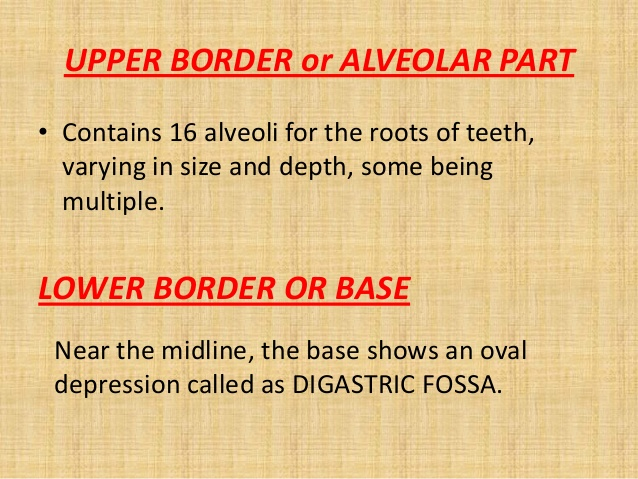 UPPER BORDER or ALVEOLAR PART
• Contains 16 alveoli for the roots of teeth,
varying in size and depth, some being
multiple.
LOWER BORDER OR BASE
Near the midline, the base shows an oval
depression called as DIGASTRIC FOSSA.